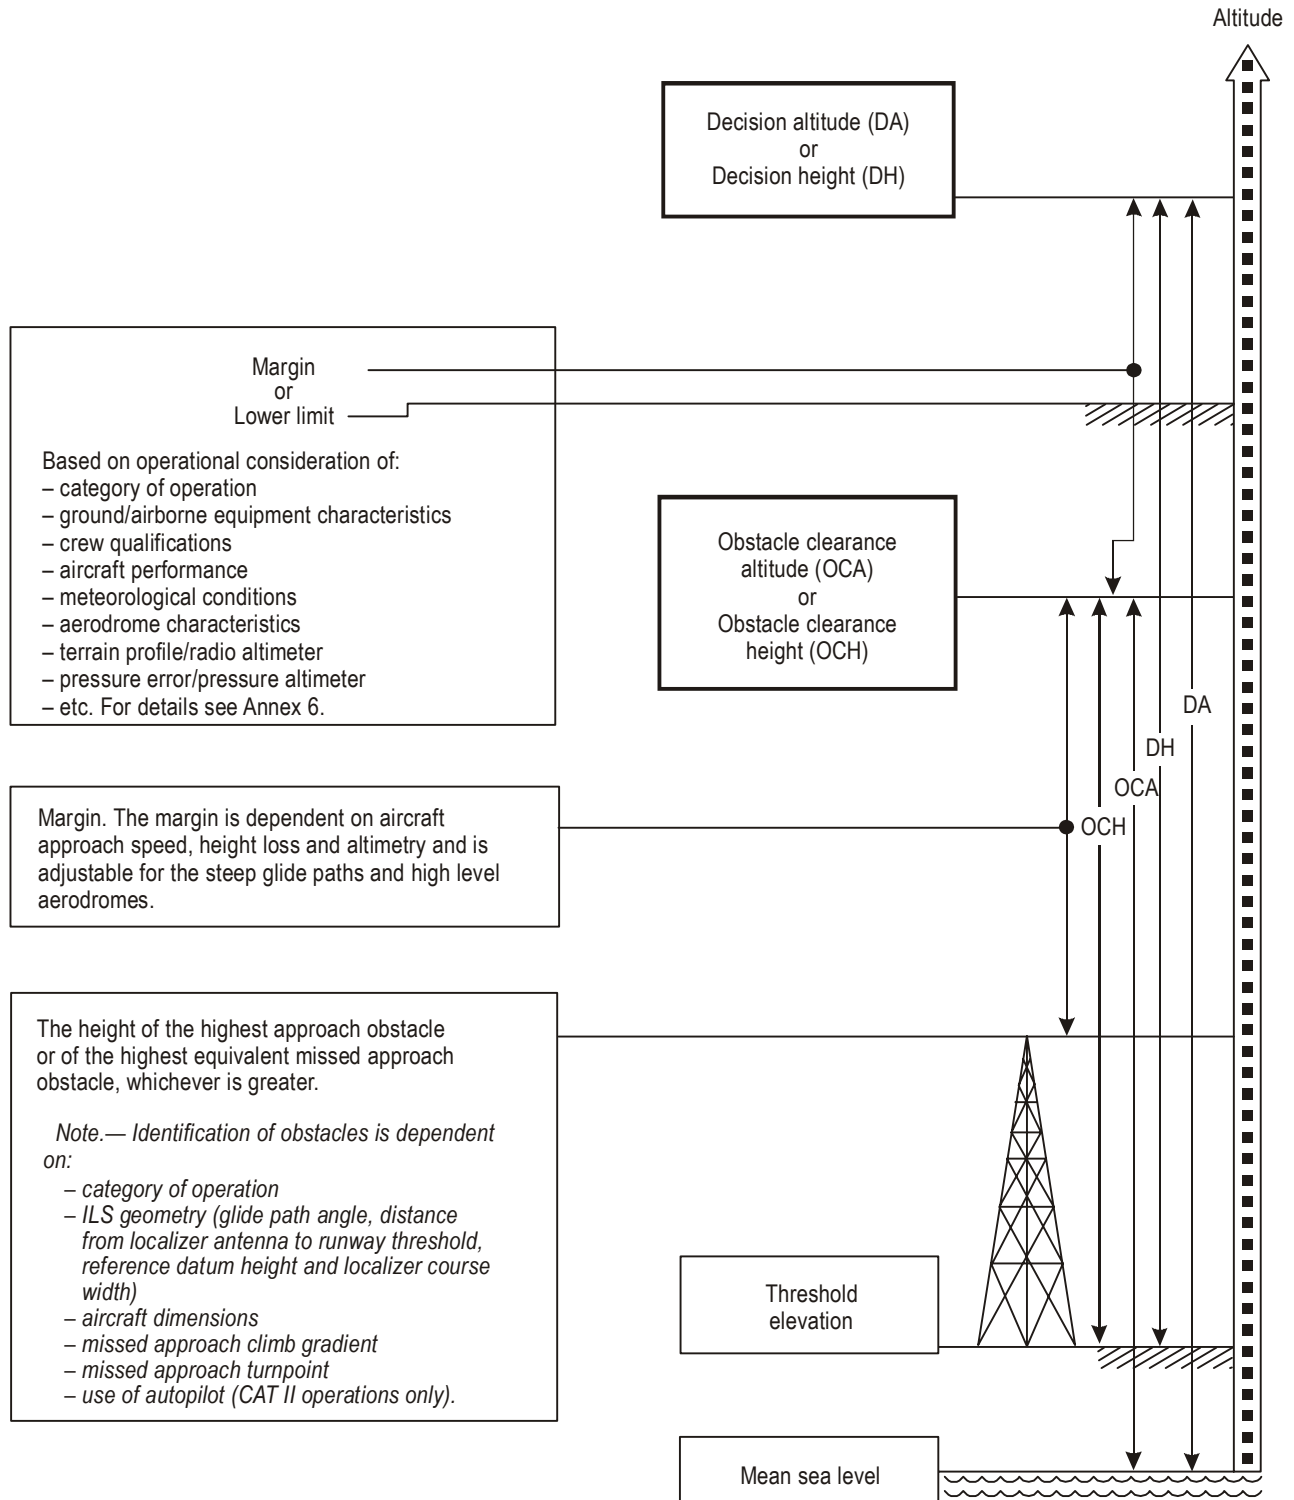 Altitude
Decision altitude (DA)
or
Decision height (DH)
Margin
or
Lower limit
Based on operational consideration of:
– category of operation
– ground/airborne equipment characteristics
– crew qualifications
– aircraft performance
– meteorological conditions
– aerodrome characteristics
– terrain profile/radio altimeter
– pressure error/pressure altimeter
– etc. For details see Annex 6.
Obstacle clearance
altitude (OCA)
or
Obstacle clearance
height (OCH)
DA
DH
OCA
OCH
Margin. The margin is dependent on aircraft
approach speed, height loss and altimetry and is
adjustable for the steep glide paths and high level
aerodromes.
The height of the highest approach obstacle
or of the highest equivalent missed approach
obstacle, whichever is greater.
Note.— Identification of obstacles is dependent
on:
– category of operation
– ILS geometry (glide path angle, distance
from localizer antenna to runway threshold,
reference datum height and localizer course
width)
– aircraft dimensions
– missed approach climb gradient
– missed approach turnpoint
– use of autopilot (CAT II operations only).
Threshold
elevation
Mean sea level